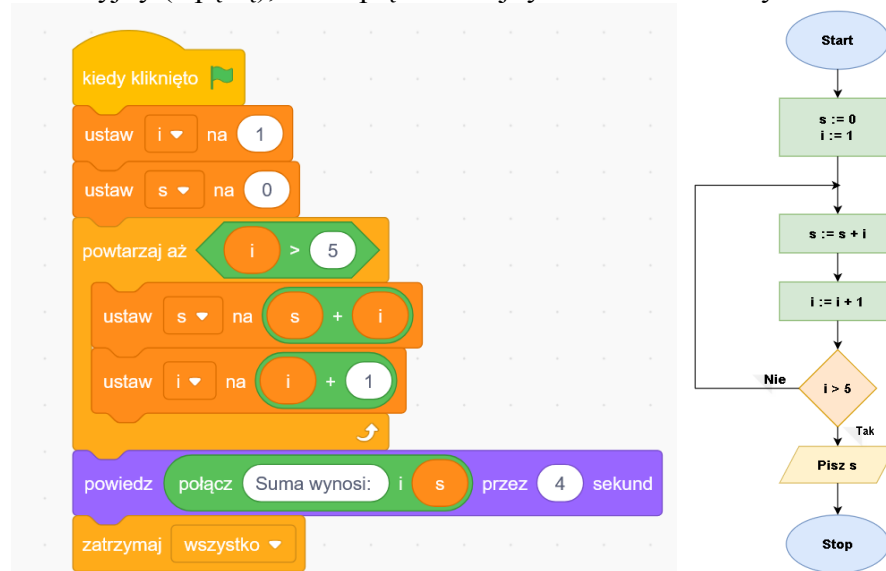 kiedy kliknięto
ustaw i na 1
ustaw s na 0
powtarzaj aż i > 5
ustaw s na s + i
ustaw i na i + 1
powiedz połącz Suma wynosi: i s przez 4 sekund
zatrzymaj wszystko
Start
s := 0
i := 1
s := s + i
i := i + 1
Nie
i > 5
Tak
Pisz s
Stop